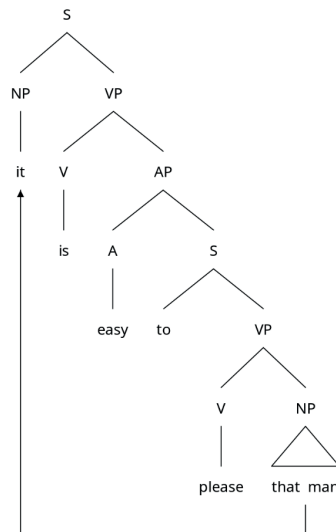 S
NP VP
it V AP
is A S
easy to VP
V NP
please that man